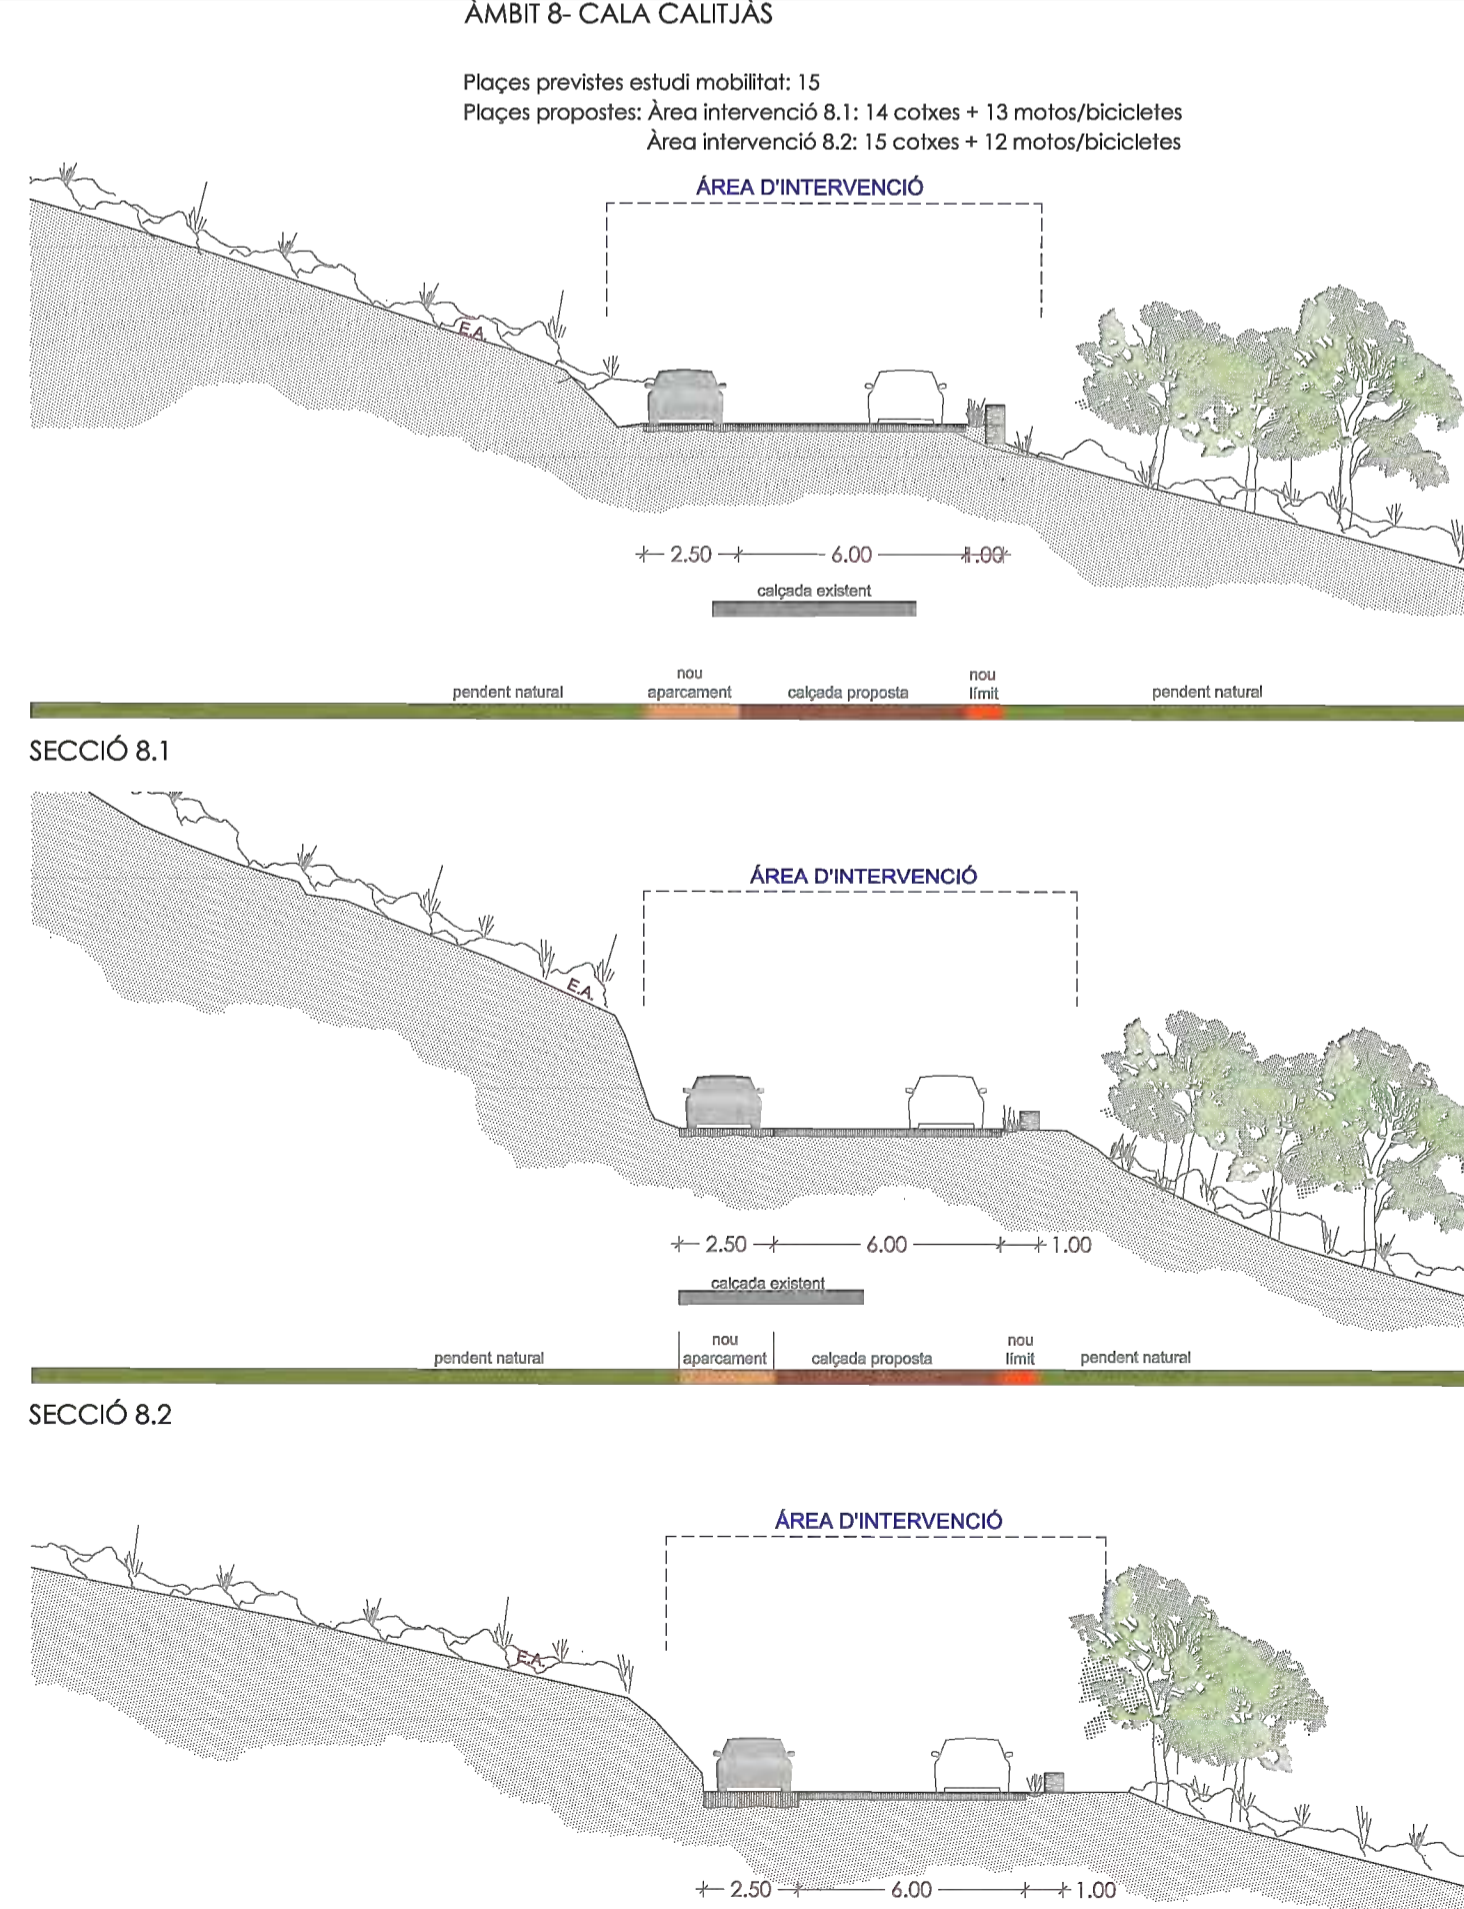 ÀMBIT 8- CALA CALITJÀS
Plaçes previstes estudi mobilitat: 15
Plaçes propostes: Àrea intervenció 8.1: 14 cotxes + 13 motos/bicicletes
Àrea intervenció 8.2: 15 cotxes + 12 motos/bicicletes
ÁREA D'INTERVENCIÓ
E.A.
2.50 6.00 1.00
calçada existent
pendent natural nou aparcament calçada proposta nou límit pendent natural
SECCIÓ 8.1
ÁREA D'INTERVENCIÓ
E.A.
2.50 6.00 1.00
calçada existent
pendent natural nou aparcament calçada proposta nou límit pendent natural
SECCIÓ 8.2
ÁREA D'INTERVENCIÓ
E.A.
2.50 6.00 1.00